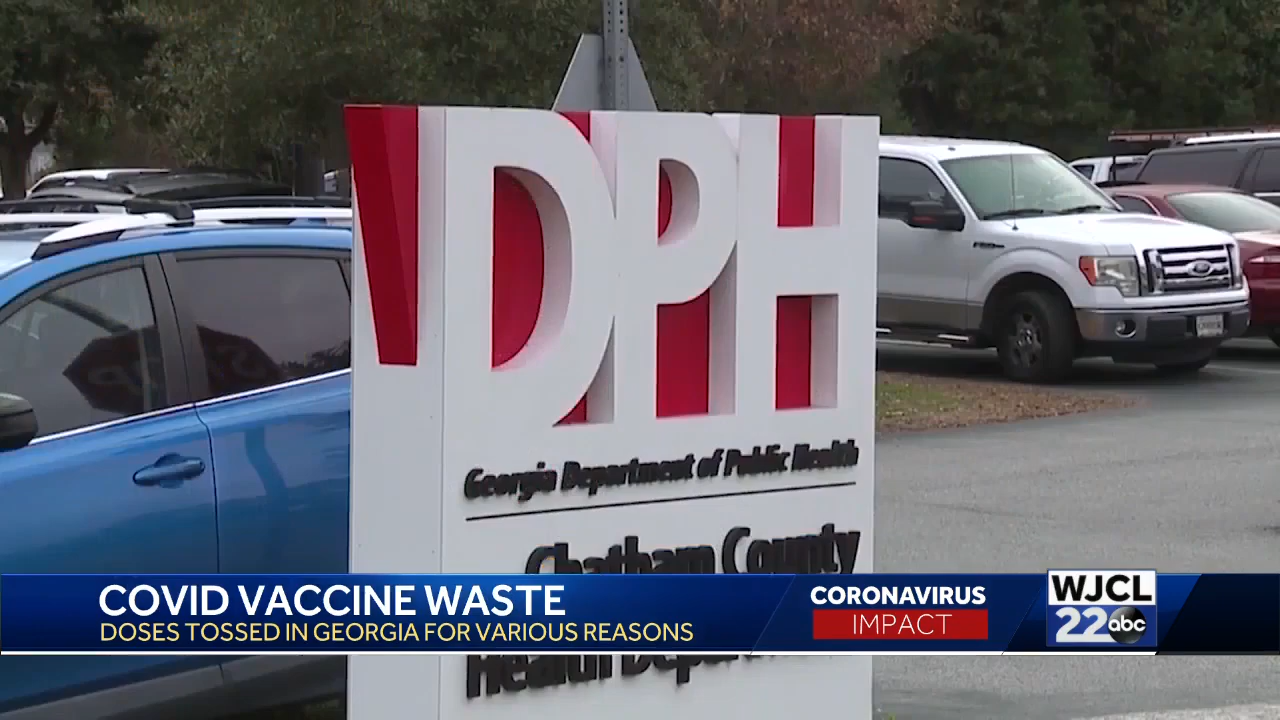 DPH
Georgia Department of Public Health
Chatham County
Health
COVID VACCINE WASTE
DOSES TOSSED IN GEORGIA FOR VARIOUS REASONS
CORONAVIRUS
IMPACT
WJCL
22 abc